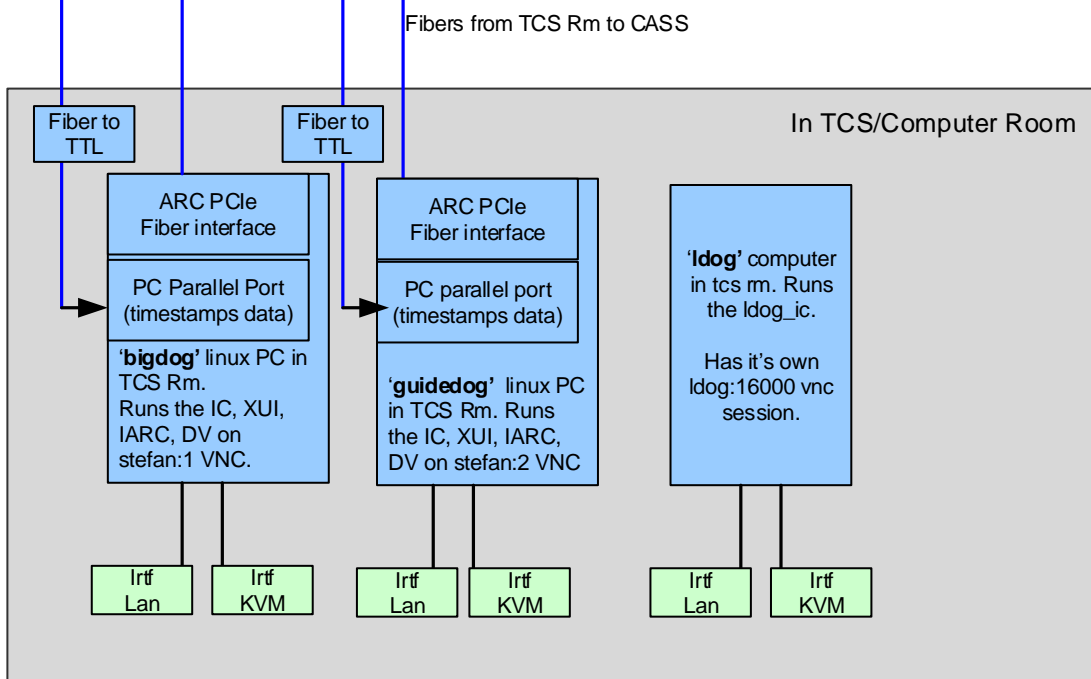 Fibers from TCS Rm to CASS
In TCS/Computer Room
Fiber to
TTL
Fiber to
TTL
ARC PCIe
Fiber interface
PC Parallel Port
(timestamps data)
‘bigdog’ linux PC in
TCS Rm.
Runs the IC, XUI,
IARC, DV on
stefan:1 VNC.
ARC PCIe
Fiber interface
PC parallel port
(timestamps data)
‘guidedog’ linux PC
in TCS Rm. Runs
the IC, XUI, IARC,
DV on stefan:2 VNC
‘ldog’ computer
in tcs rm. Runs
the ldog_ic.
Has it’s own
ldog:16000 vnc
session.
Irtf
Lan
Irtf
KVM
Irtf
Lan
Irtf
KVM
Irtf
Lan
Irtf
KVM